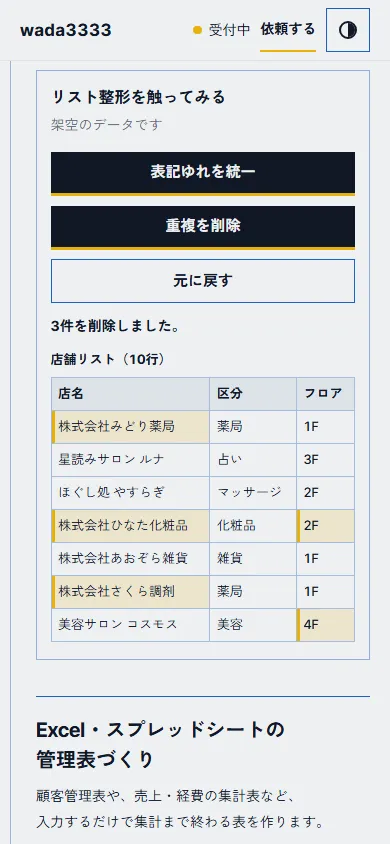 wada3333
受付中
依頼する
リスト整形を触ってみる
架空のデータです
表記ゆれを統一
重複を削除
元に戻す
3件を削除しました。
店舗リスト（10行）
店名 区分 フロア
株式会社みどり薬局 薬局 1F
星読みサロン ルナ 占い 3F
ほぐし処 やすらぎ マッサージ 2F
株式会社ひなた化粧品 化粧品 2F
株式会社あおぞら雑貨 雑貨 1F
株式会社さくら調剤 薬局 1F
美容サロン コスモス 美容 4F
Excel・スプレッドシートの
管理表づくり
顧客管理表や、売上・経費の集計表など、
入力するだけで集計まで終わる表を作ります。